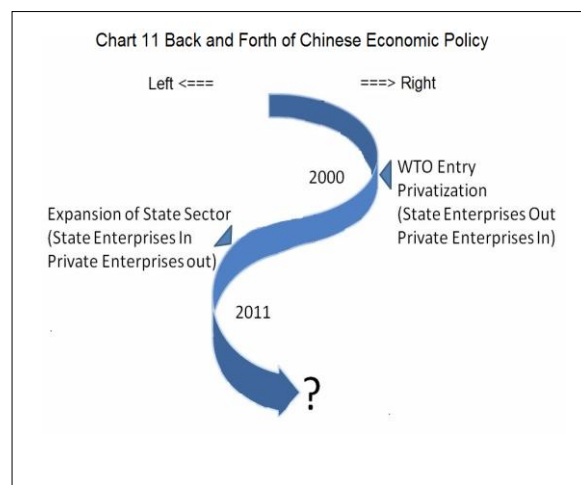 Chart 11 Back and Forth of Chinese Economic Policy
Left <===
===> Right
2000
WTO Entry
Privatization
(State Enterprises Out
Private Enterprises In)
Expansion of State Sector
(State Enterprises In
Private Enterprises out)
2011
?